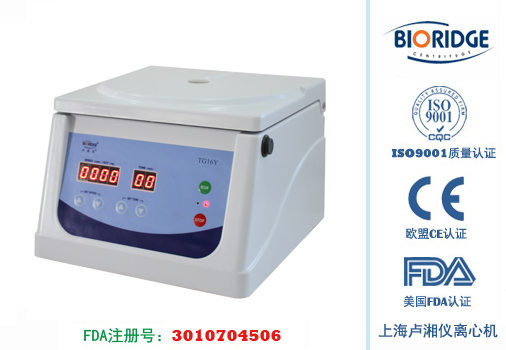 BIORIDGE
CENTRIFUGE
QUALITY ASSURED FIRM
ISO
9001
CQC
ISO9001质量认证
CE
欧盟CE认证
FDA
美国FDA认证
上海卢湘仪离心机
TG16Y
0000
00
RUN
STOP
FDA注册号：3010704506